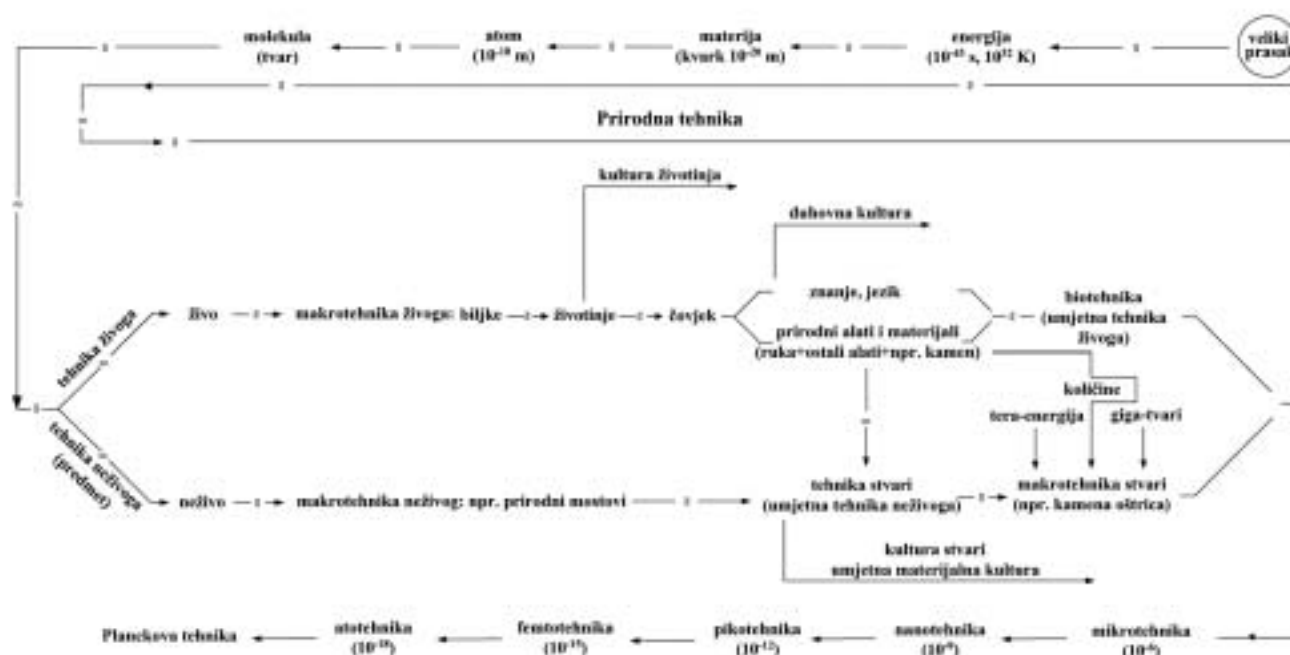 molekula
(tvar)
atom
(10⁻¹⁰ m)
materija
(kvark 10⁻²⁰ m)
energija
(10⁻⁴³ s, 10³² K)
veliki
prasak
Prirodna tehnika
kultura životinja
duhovna kultura
tehnika živoga
živo
makrotehnika živoga: biljke
životinje
čovjek
znanje, jezik
prirodni alati i materijali
(ruka+ostali alati+npr. kamen)
biotehnika
(umjetna tehnika
živoga)
količine
tera-energija
giga-tvari
tehnika neživoga
(predmet)
neživo
makrotehnika neživog: npr. prirodni mostovi
tehnika stvari
(umjetna tehnika neživoga)
makrotehnika stvari
(npr. kamena oštrica)
kultura stvari
umjetna materijalna kultura
Planckova tehnika
atotehnika
(10⁻¹⁸)
femtotehnika
(10⁻¹⁵)
pikotehnika
(10⁻¹²)
nanotehnika
(10⁻⁹)
mikrotehnika
(10⁻⁶)